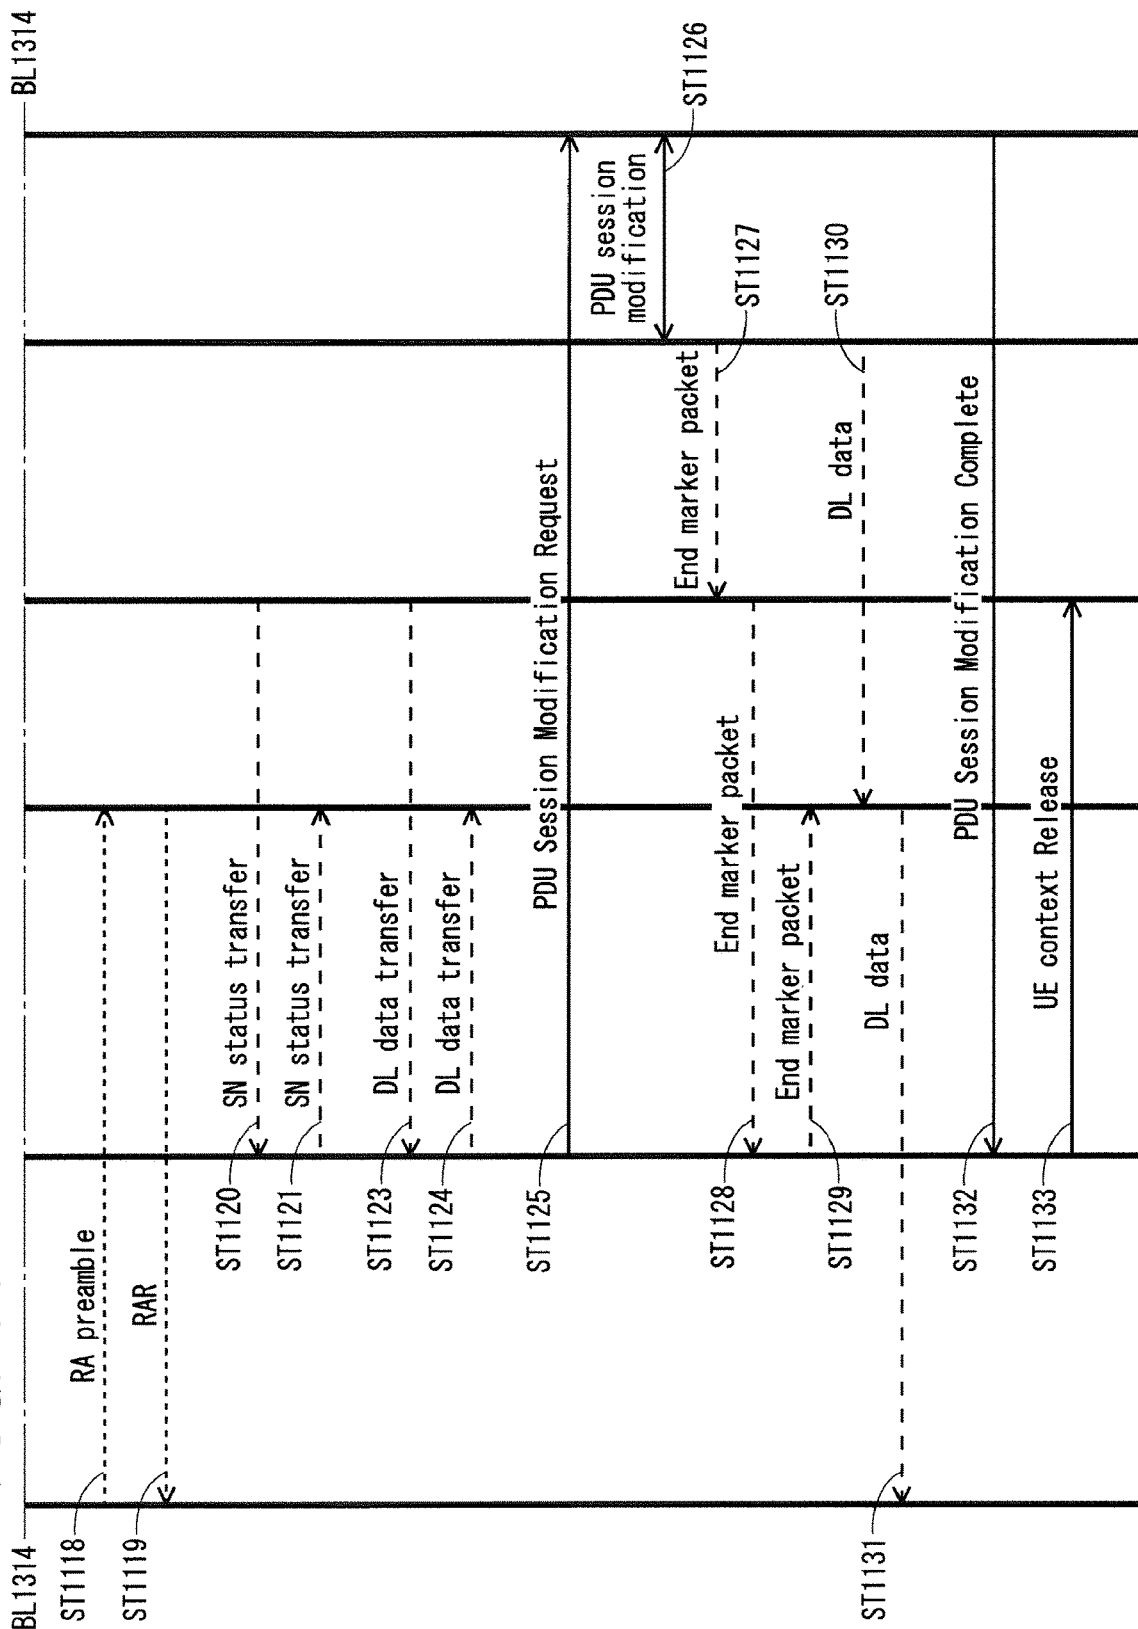 BL1314
BL1314
ST1118
RA preamble
ST1119
RAR
ST1120
SN status transfer
ST1121
SN status transfer
ST1123
DL data transfer
ST1124
DL data transfer
ST1125
PDU Session Modification Request
PDU session
modification
ST1126
End marker packet
ST1127
ST1128
End marker packet
ST1129
End marker packet
DL data
ST1130
ST1131
DL data
ST1132
PDU Session Modification Complete
ST1133
UE context Release